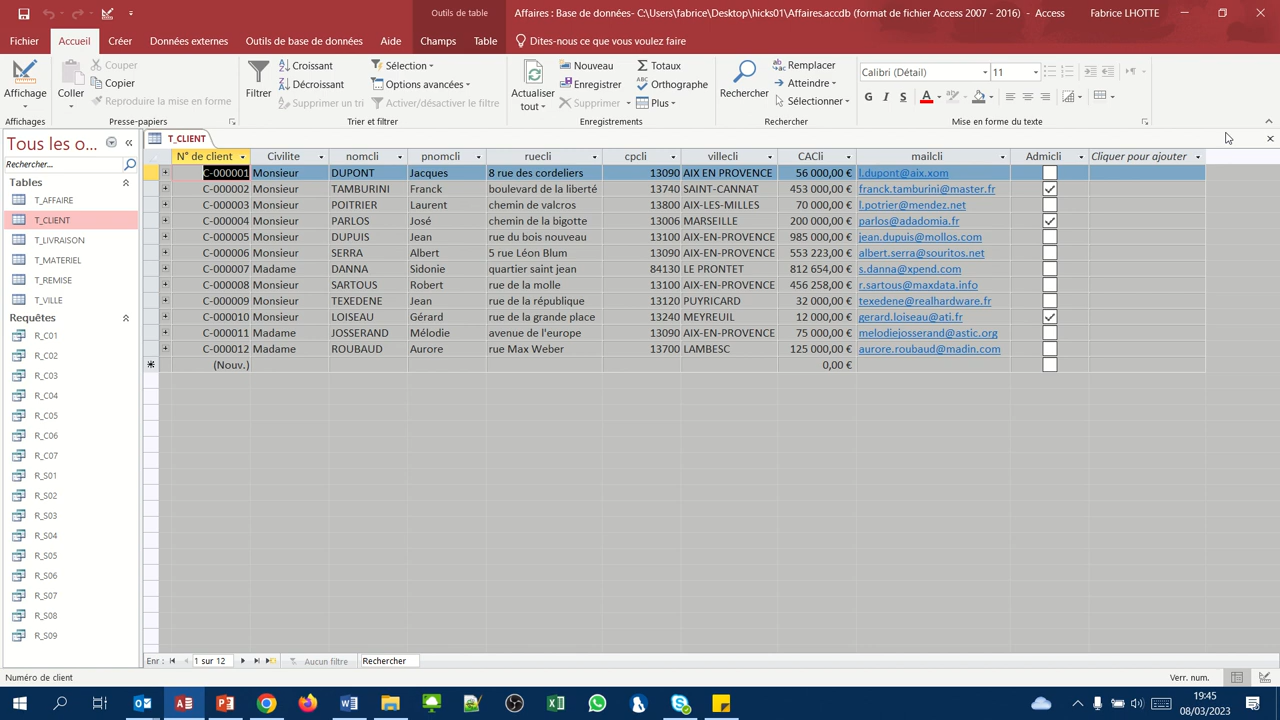 Outils de table
Affaires : Base de données- C:\Users\fabrice\Desktop\hicks01\Affaires.accdb (format de fichier Access 2007 - 2016) - Access
Fabrice LHOTTE
Fichier Accueil Créer Données externes Outils de base de données Aide Champs Table Dites-nous ce que vous voulez faire
Affichage
Affichages
Coller
Couper
Copier
Reproduire la mise en forme
Presse-papiers
Filtrer
Croissant
Décroissant
Supprimer un tri
Sélection
Options avancées
Activer/désactiver le filtre
Trier et filtrer
Actualiser
tout
Nouveau
Enregistrer
Supprimer
Totaux
Orthographe
Plus
Enregistrements
Rechercher
Remplacer
Atteindre
Sélectionner
Rechercher
Calibri (Détail) 11
G I S A
Mise en forme du texte
Tous les o...
Rechercher...
Tables
T_AFFAIRE
T_CLIENT
T_LIVRAISON
T_MATERIEL
T_REMISE
T_VILLE
Requêtes
R_C01
R_C02
R_C03
R_C04
R_C05
R_C06
R_C07
R_S01
R_S02
R_S03
R_S04
R_S05
R_S06
R_S07
R_S08
R_S09
T_CLIENT
N° de client Civilite nomcli pnomcli ruecli cpcli villecli CACli mailcli Admicli Cliquer pour ajouter
C-000001 Monsieur DUPONT Jacques 8 rue des cordeliers 13090 AIX EN PROVENCE 56 000,00 € l.dupont@aix.xom
C-000002 Monsieur TAMBURINI Franck boulevard de la liberté 13740 SAINT-CANNAT 453 000,00 € franck.tamburini@master.fr
C-000003 Monsieur POITRIER Laurent chemin de valcros 13800 AIX-LES-MILLES 70 000,00 € l.potrier@mendez.net
C-000004 Monsieur PARLOS José chemin de la bigotte 13006 MARSEILLE 200 000,00 € parlos@adadomia.fr
C-000005 Monsieur DUPUIS Jean rue du bois nouveau 13100 AIX-EN-PROVENCE 985 000,00 € jean.dupuis@mollos.com
C-000006 Monsieur SERRA Albert 5 rue Léon Blum 13090 AIX-EN-PROVENCE 553 223,00 € albert.serra@souritos.net
C-000007 Madame DANNA Sidonie quartier saint jean 84130 LE PRONTET 812 654,00 € s.danna@xpend.com
C-000008 Monsieur SARTOUS Robert rue de la molle 13100 AIX-EN-PROVENCE 456 258,00 € r.sartous@maxdata.info
C-000009 Monsieur TEXEDENE Jean rue de la république 13120 PUYRICARD 32 000,00 € texedene@realhardware.fr
C-000010 Monsieur LOISEAU Gérard rue de la grande place 13240 MEYREUIL 12 000,00 € gerard.loiseau@ati.fr
C-000011 Madame JOSSERAND Mélodie avenue de l'europe 13090 AIX-EN-PROVENCE 75 000,00 € melodiejosserand@astic.org
C-000012 Madame ROUBAUD Aurore rue Max Weber 13700 LAMBESC 125 000,00 € aurore.roubaud@madin.com
(Nouv.) 0,00 €
Enr : 1 sur 12 Aucun filtre Rechercher
Numéro de client
Verr. num.
19:45
08/03/2023